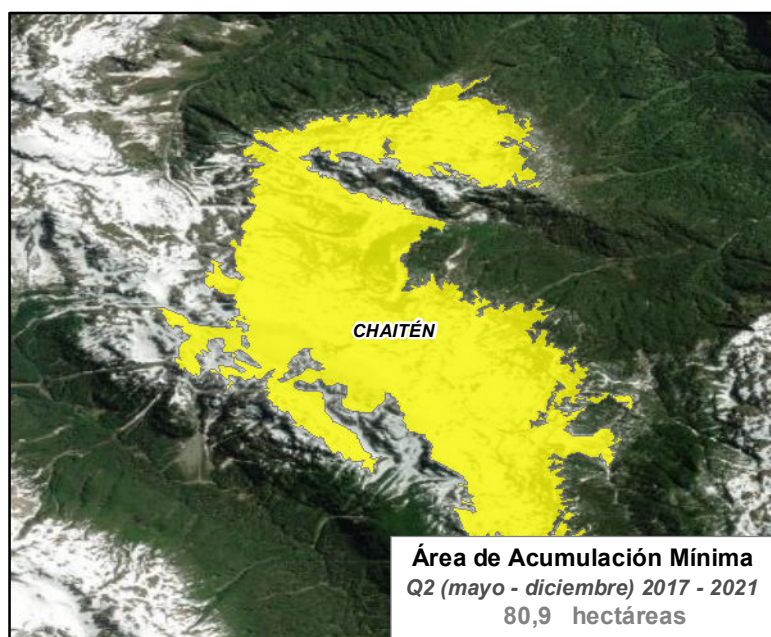 CHAITÉN
Área de Acumulación Mínima
Q2 (mayo - diciembre) 2017 - 2021
80,9 hectáreas